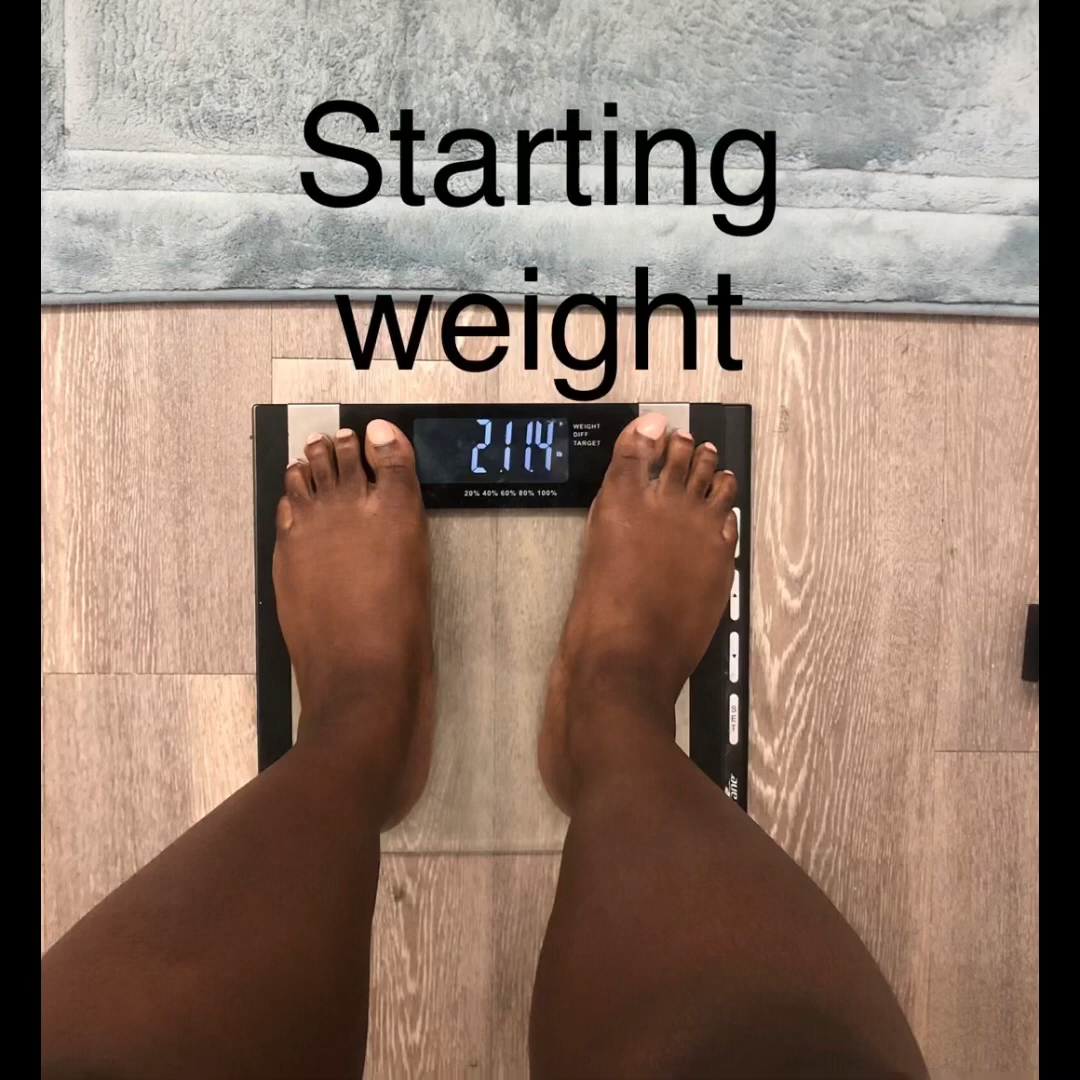 Starting
weight
211.4
WEIGHT
DIFF
TARGET
20% 40% 60% 80% 100%
SET